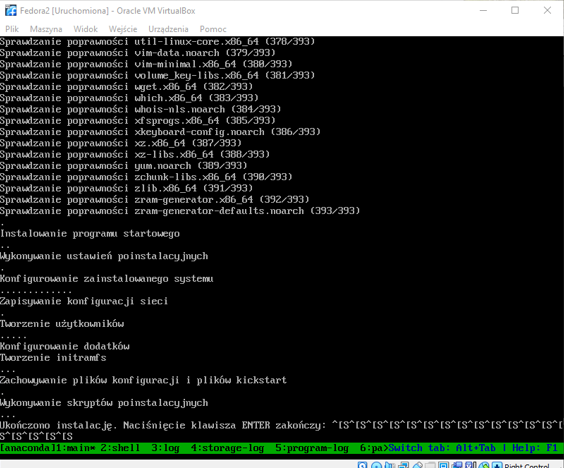 Fedora2 [Uruchomiona] - Oracle VM VirtualBox
Plik Maszyna Widok Wejście Urządzenia Pomoc
Sprawdzanie poprawności util-linux-core.x86_64 (378/393)
Sprawdzanie poprawności vim-data.noarch (379/393)
Sprawdzanie poprawności vim-minimal.x86_64 (380/393)
Sprawdzanie poprawności volume_key-libs.x86_64 (381/393)
Sprawdzanie poprawności wget.x86_64 (382/393)
Sprawdzanie poprawności which.x86_64 (383/393)
Sprawdzanie poprawności whois-nls.noarch (384/393)
Sprawdzanie poprawności xfsprogs.x86_64 (385/393)
Sprawdzanie poprawności xkeyboard-config.noarch (386/393)
Sprawdzanie poprawności xz.x86_64 (387/393)
Sprawdzanie poprawności xz-libs.x86_64 (388/393)
Sprawdzanie poprawności yum.noarch (389/393)
Sprawdzanie poprawności zchunk-libs.x86_64 (390/393)
Sprawdzanie poprawności zlib.x86_64 (391/393)
Sprawdzanie poprawności zram-generator.x86_64 (392/393)
Sprawdzanie poprawności zram-generator-defaults.noarch (393/393)
.
Instalowanie programu startowego
..
Wykonywanie ustawień poinstalacyjnych
.
Konfigurowanie zainstalowanego systemu
.............
Zapisywanie konfiguracji sieci
.
Tworzenie użytkowników
.....
Konfigurowanie dodatków
Tworzenie initramfs
...
Zachowywanie plików konfiguracji i plików kickstart
.
Wykonywanie skryptów poinstalacyjnych
...
Ukończono instalację. Naciśnięcie klawisza ENTER zakończy: ^[S^[S^[S^[S^[S^[S^[S^[S^[S^[S^[S^[S^[
S^[S^[S^[S^[S
[anaconda]1:main* 2:shell 3:log 4:storage-log 5:program-log 6:pa>Switch tab: Alt+Tab | Help: F1
Right Control